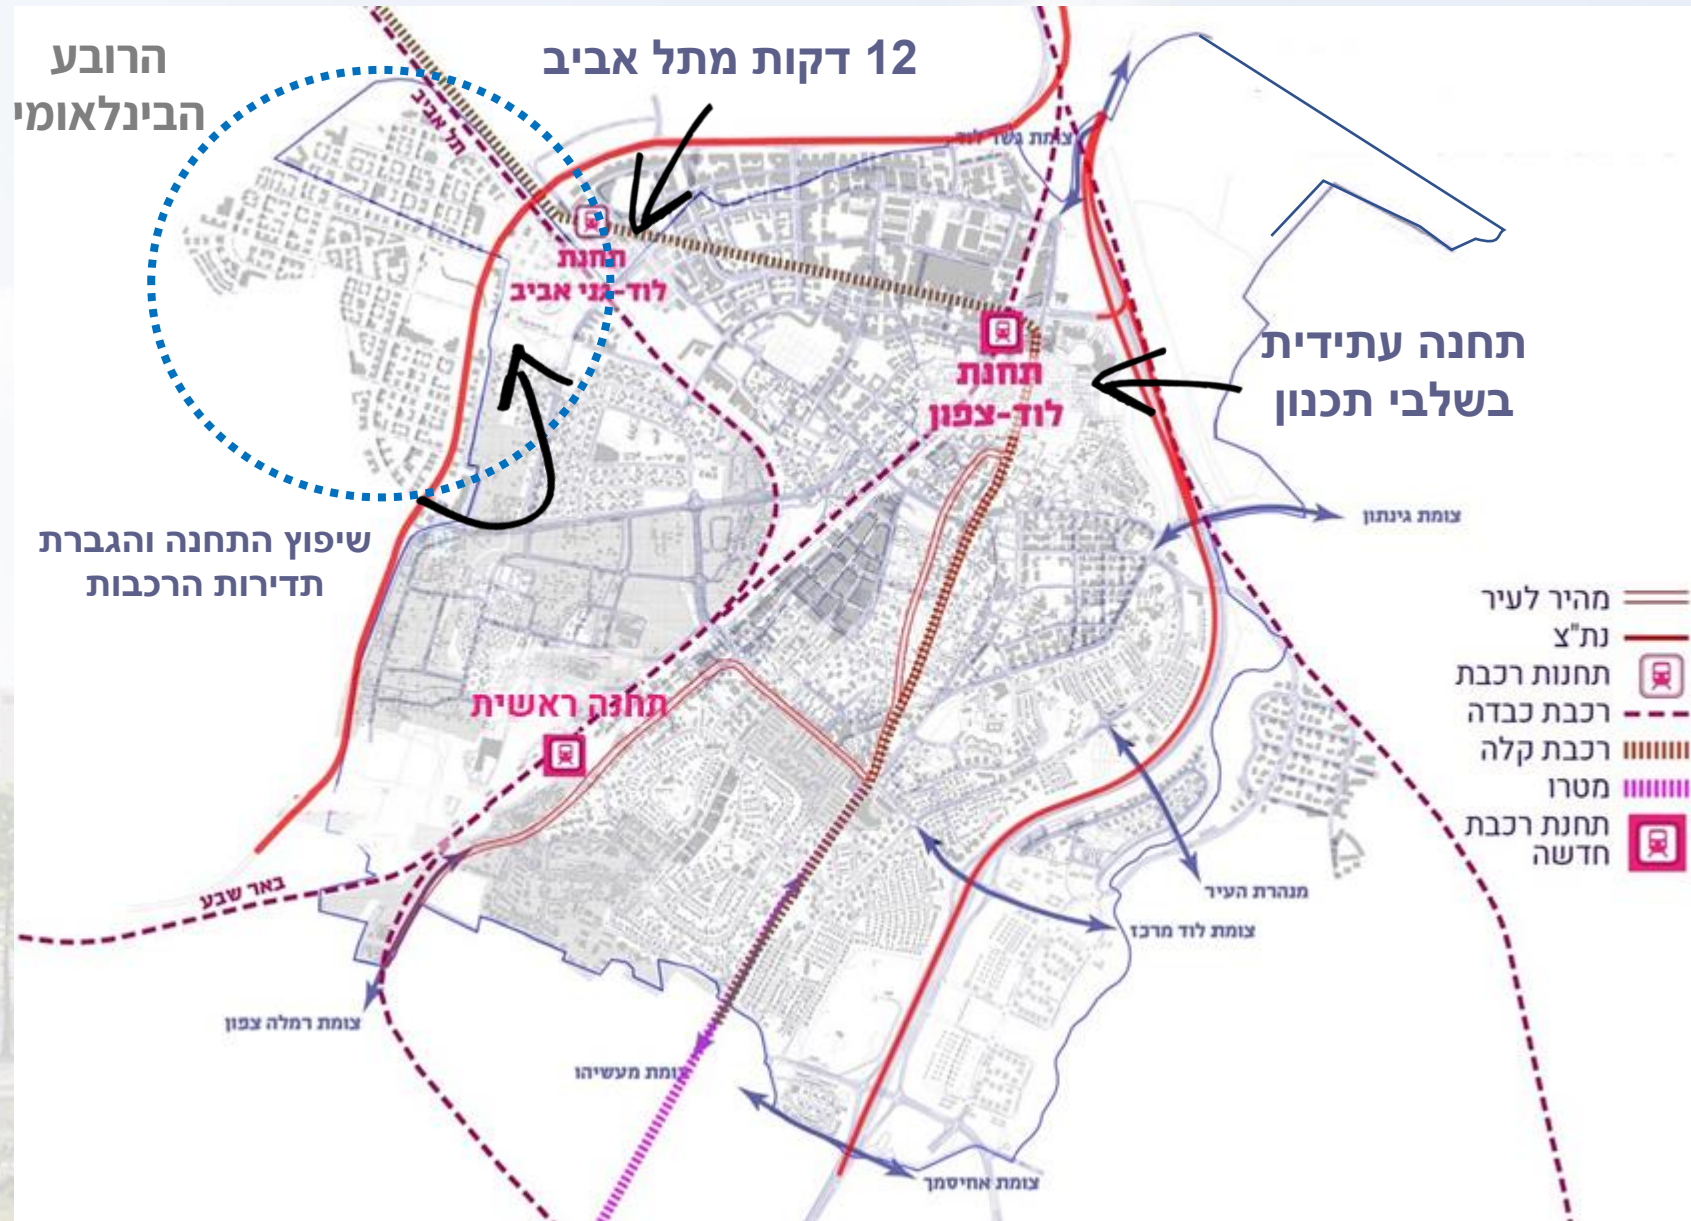 הרובע
הבינלאומי
12 דקות מתל אביב
תל אביב
צומת גשר לוד
תחנת
לוד-גני אביב
תחנת
לוד-צפון
תחנה עתידית
בשלבי תכנון
צומת גינתון
שיפוץ התחנה והגברת
תדירות הרכבות
מהיר לעיר
נת"צ
תחנות רכבת
רכבת כבדה
רכבת קלה
מטרו
תחנת רכבת
חדשה
תחנה ראשית
באר שבע
מנהרת העיר
צומת לוד מרכז
צומת רמלה צפון
צומת מעשיהו
צומת אחיסמך